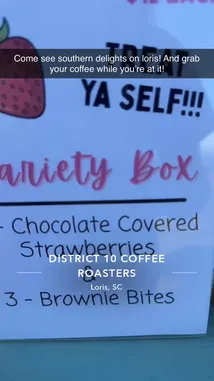 Come see southern delights on loris! And grab
your coffee while you're at it!
TREAT
YA SELF!!!
ariety Box
- Chocolate Covered
Strawberries
DISTRICT 10 COFFEE
ROASTERS
&
Loris, SC
3 - Brownie Bites